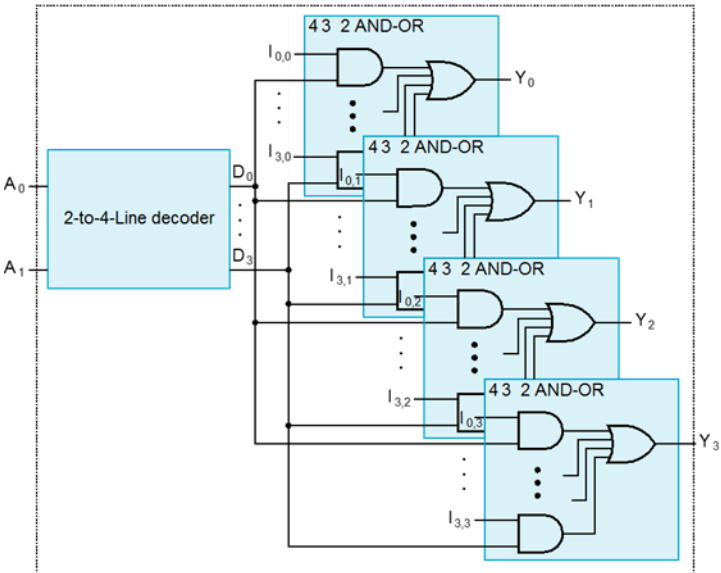 4 3 2 AND-OR
I0,0
Y0
I3,0
4 3 2 AND-OR
I0,1
Y1
A0
D0
2-to-4-Line decoder
A1
D3
I3,1
4 3 2 AND-OR
I0,2
Y2
I3,2
4 3 2 AND-OR
I0,3
Y3
I3,3